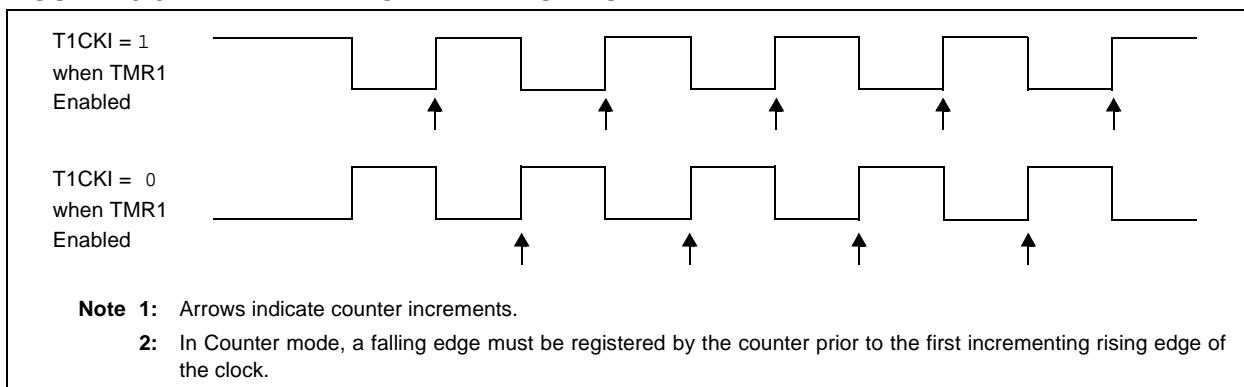 T1CKI = 1
when TMR1
Enabled
T1CKI = 0
when TMR1
Enabled
Note 1: Arrows indicate counter increments.
2: In Counter mode, a falling edge must be registered by the counter prior to the first incrementing rising edge of
the clock.